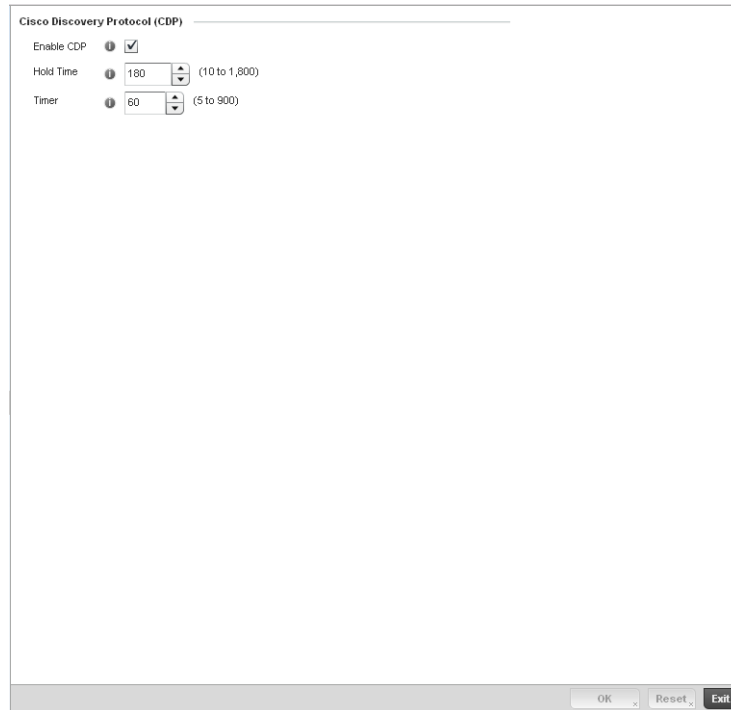 Cisco Discovery Protocol (CDP)
Enable CDP
Hold Time 180 (10 to 1,800)
Timer 60 (5 to 900)
OK Reset Exit